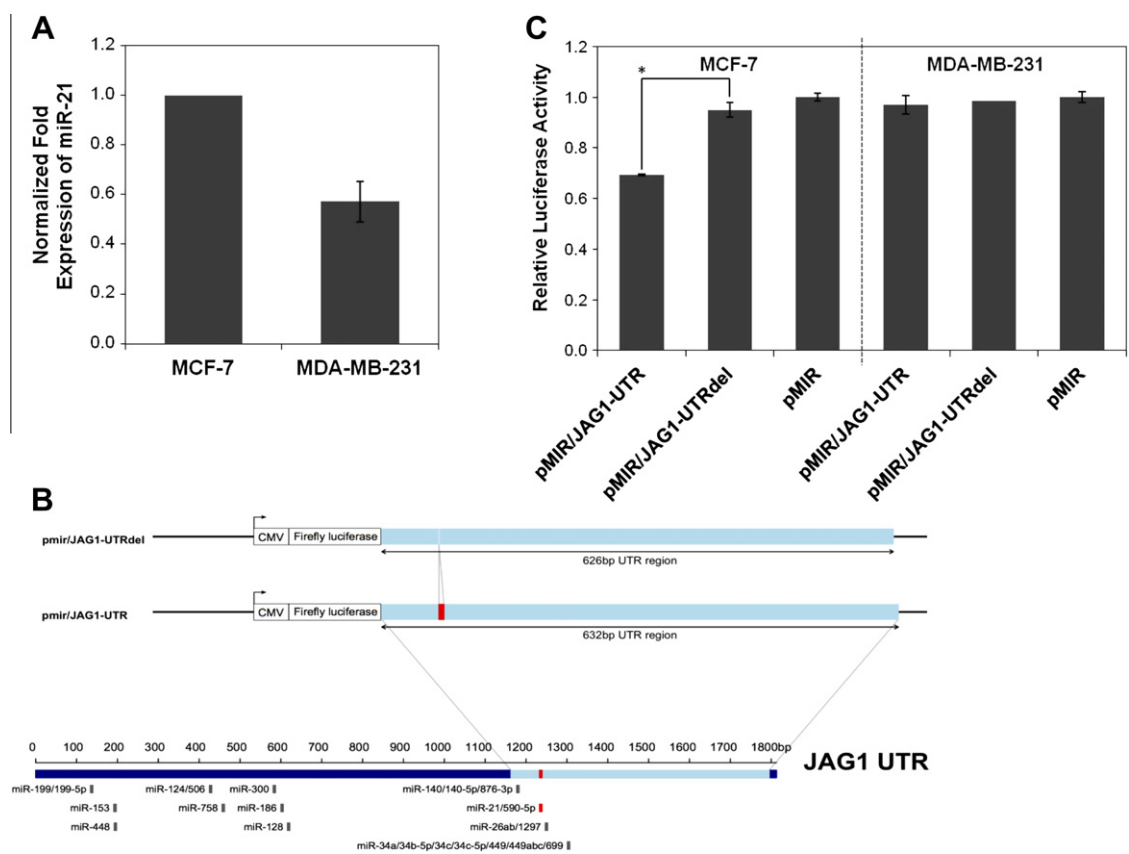 A
Normalized Fold
Expression of miR-21
1.2
1.0
0.8
0.6
0.4
0.2
0.0
MCF-7
MDA-MB-231
C
Relative Luciferase Activity
1.2
1.0
0.8
0.6
0.4
0.2
0.0
MCF-7
MDA-MB-231
*
pMIR/JAG1-UTR
pMIR/JAG1-UTRdel
pMIR
pMIR/JAG1-UTR
pMIR/JAG1-UTRdel
pMIR
B
pmir/JAG1-UTRdel
CMV
Firefly luciferase
626bp UTR region
pmir/JAG1-UTR
CMV
Firefly luciferase
632bp UTR region
0 100 200 300 400 500 600 700 800 900 1000 1100 1200 1300 1400 1500 1600 1700 1800bp
JAG1 UTR
miR-199/199-5p
miR-124/506
miR-300
miR-140/140-5p/876-3p
miR-153
miR-758
miR-186
miR-21/590-5p
miR-448
miR-128
miR-26ab/1297
miR-34a/34b-5p/34c/34c-5p/449/449abc/699